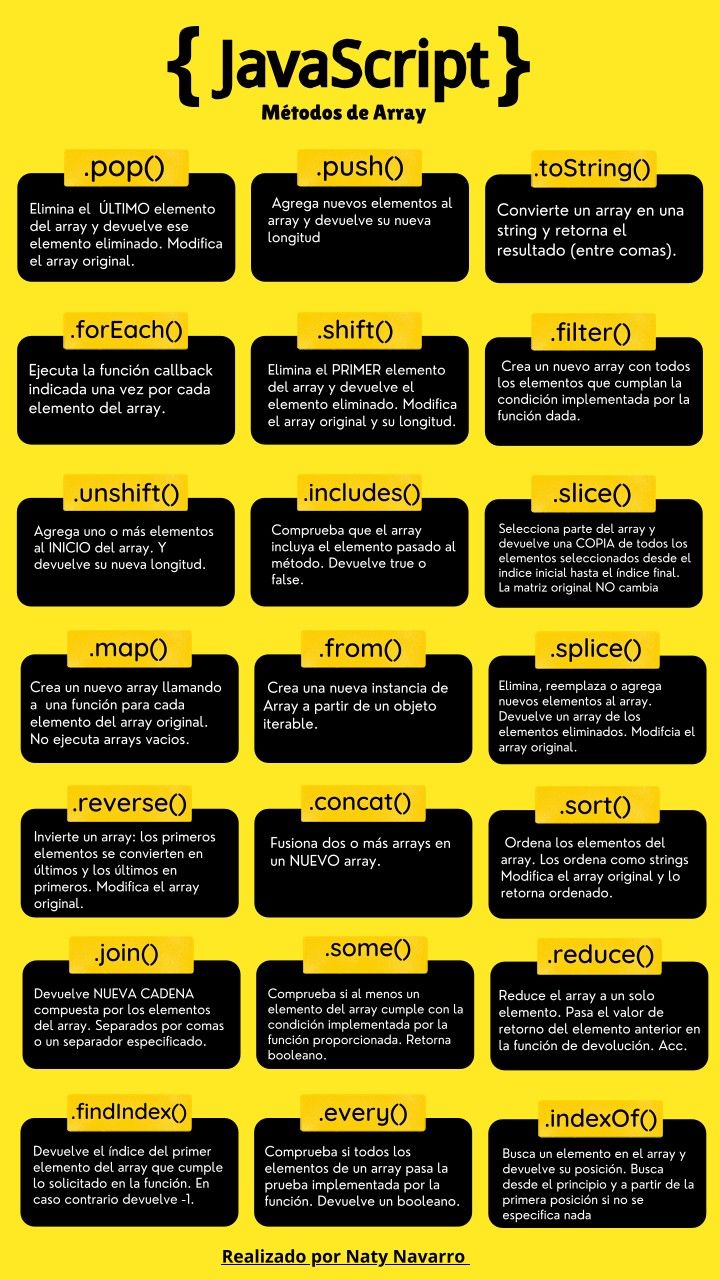 { JavaScript }
Métodos de Array
.pop()
Elimina el ÚLTIMO elemento
del array y devuelve ese
elemento eliminado. Modifica
el array original.
.push()
Agrega nuevos elementos al
array y devuelve su nueva
longitud
.toString()
Convierte un array en una
string y retorna el
resultado (entre comas).
.forEach()
Ejecuta la función callback
indicada una vez por cada
elemento del array.
.shift()
Elimina el PRIMER elemento
del array y devuelve el
elemento eliminado. Modifica
el array original y su longitud.
.filter()
Crea un nuevo array con todos
los elementos que cumplan la
condición implementada por la
función dada.
.unshift()
Agrega uno o más elementos
al INICIO del array. Y
devuelve su nueva longitud.
.includes()
Comprueba que el array
incluya el elemento pasado al
método. Devuelve true o
false.
.slice()
Selecciona parte del array y
devuelve una COPIA de todos los
elementos seleccionados desde el
indice inicial hasta el índice final.
La matriz original NO cambia
.map()
Crea un nuevo array llamando
a una función para cada
elemento del array original.
No ejecuta arrays vacios.
.from()
Crea una nueva instancia de
Array a partir de un objeto
iterable.
.splice()
Elimina, reemplaza o agrega
nuevos elementos al array.
Devuelve un array de los
elementos eliminados. Modifcia el
array original.
.reverse()
Invierte un array: los primeros
elementos se convierten en
últimos y los últimos en
primeros. Modifica el array
original.
.concat()
Fusiona dos o más arrays en
un NUEVO array.
.sort()
Ordena los elementos del
array. Los ordena como strings
Modifica el array original y lo
retorna ordenado.
.join()
Devuelve NUEVA CADENA
compuesta por los elementos
del array. Separados por comas
o un separador especificado.
.some()
Comprueba si al menos un
elemento del array cumple con la
condición implementada por la
función proporcionada. Retorna
booleano.
.reduce()
Reduce el array a un solo
elemento. Pasa el valor de
retorno del elemento anterior en
la función de devolución. Acc.
.findIndex()
Devuelve el índice del primer
elemento del array que cumple
lo solicitado en la función. En
caso contrario devuelve -1.
.every()
Comprueba si todos los
elementos de un array pasa la
prueba implementada por la
función. Devuelve un booleano.
.indexOf()
Busca un elemento en el array y
devuelve su posición. Busca
desde el principio y a partir de la
primera posición si no se
especifica nada
Realizado por Naty Navarro